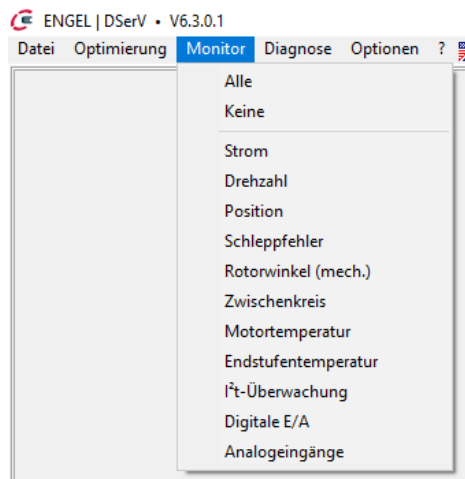 ENGEL | DSerV • V6.3.0.1
Datei Optimierung Monitor Diagnose Optionen ?
Alle
Keine
Strom
Drehzahl
Position
Schleppfehler
Rotorwinkel (mech.)
Zwischenkreis
Motortemperatur
Endstufentemperatur
I²t-Überwachung
Digitale E/A
Analogeingänge